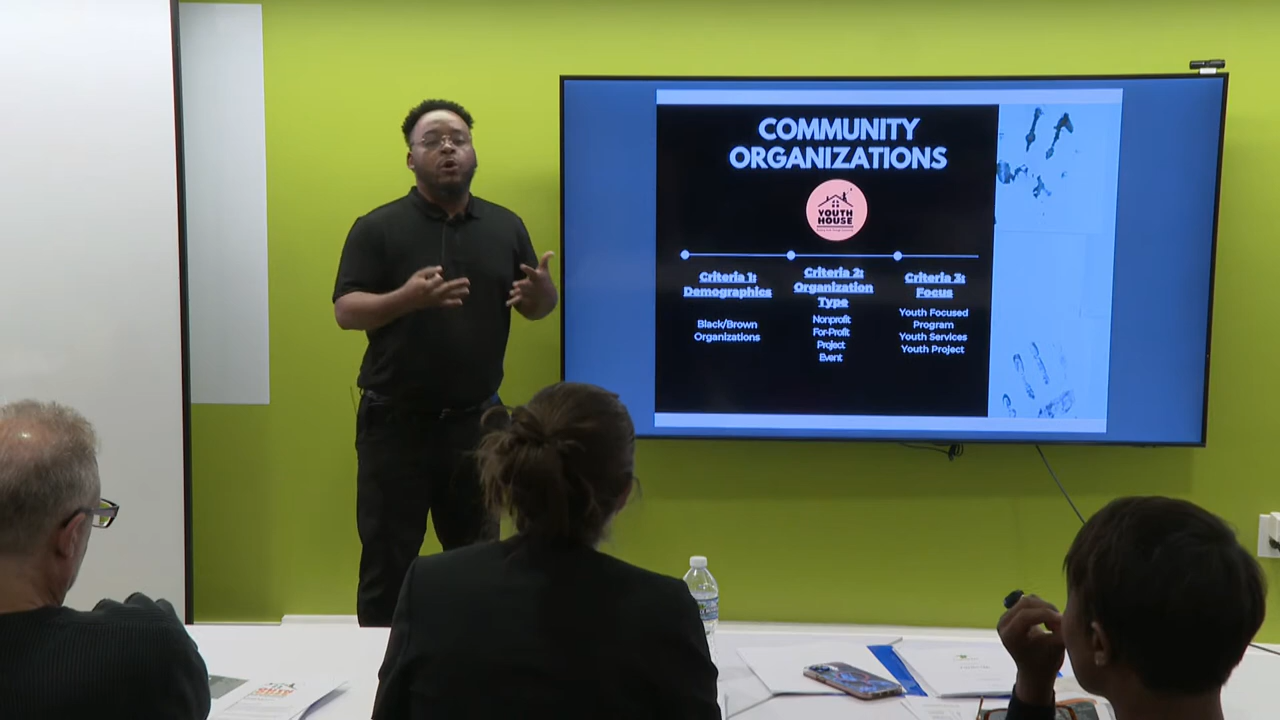 COMMUNITY
ORGANIZATIONS
YOUTH
HOUSE
Criteria 1:
Demographics
Black/Brown
Organizations
Criteria 2:
Organization
Type
Nonprofit
For-Profit
Project
Event
Criteria 3:
Focus
Youth Focused
Program
Youth Services
Youth Project